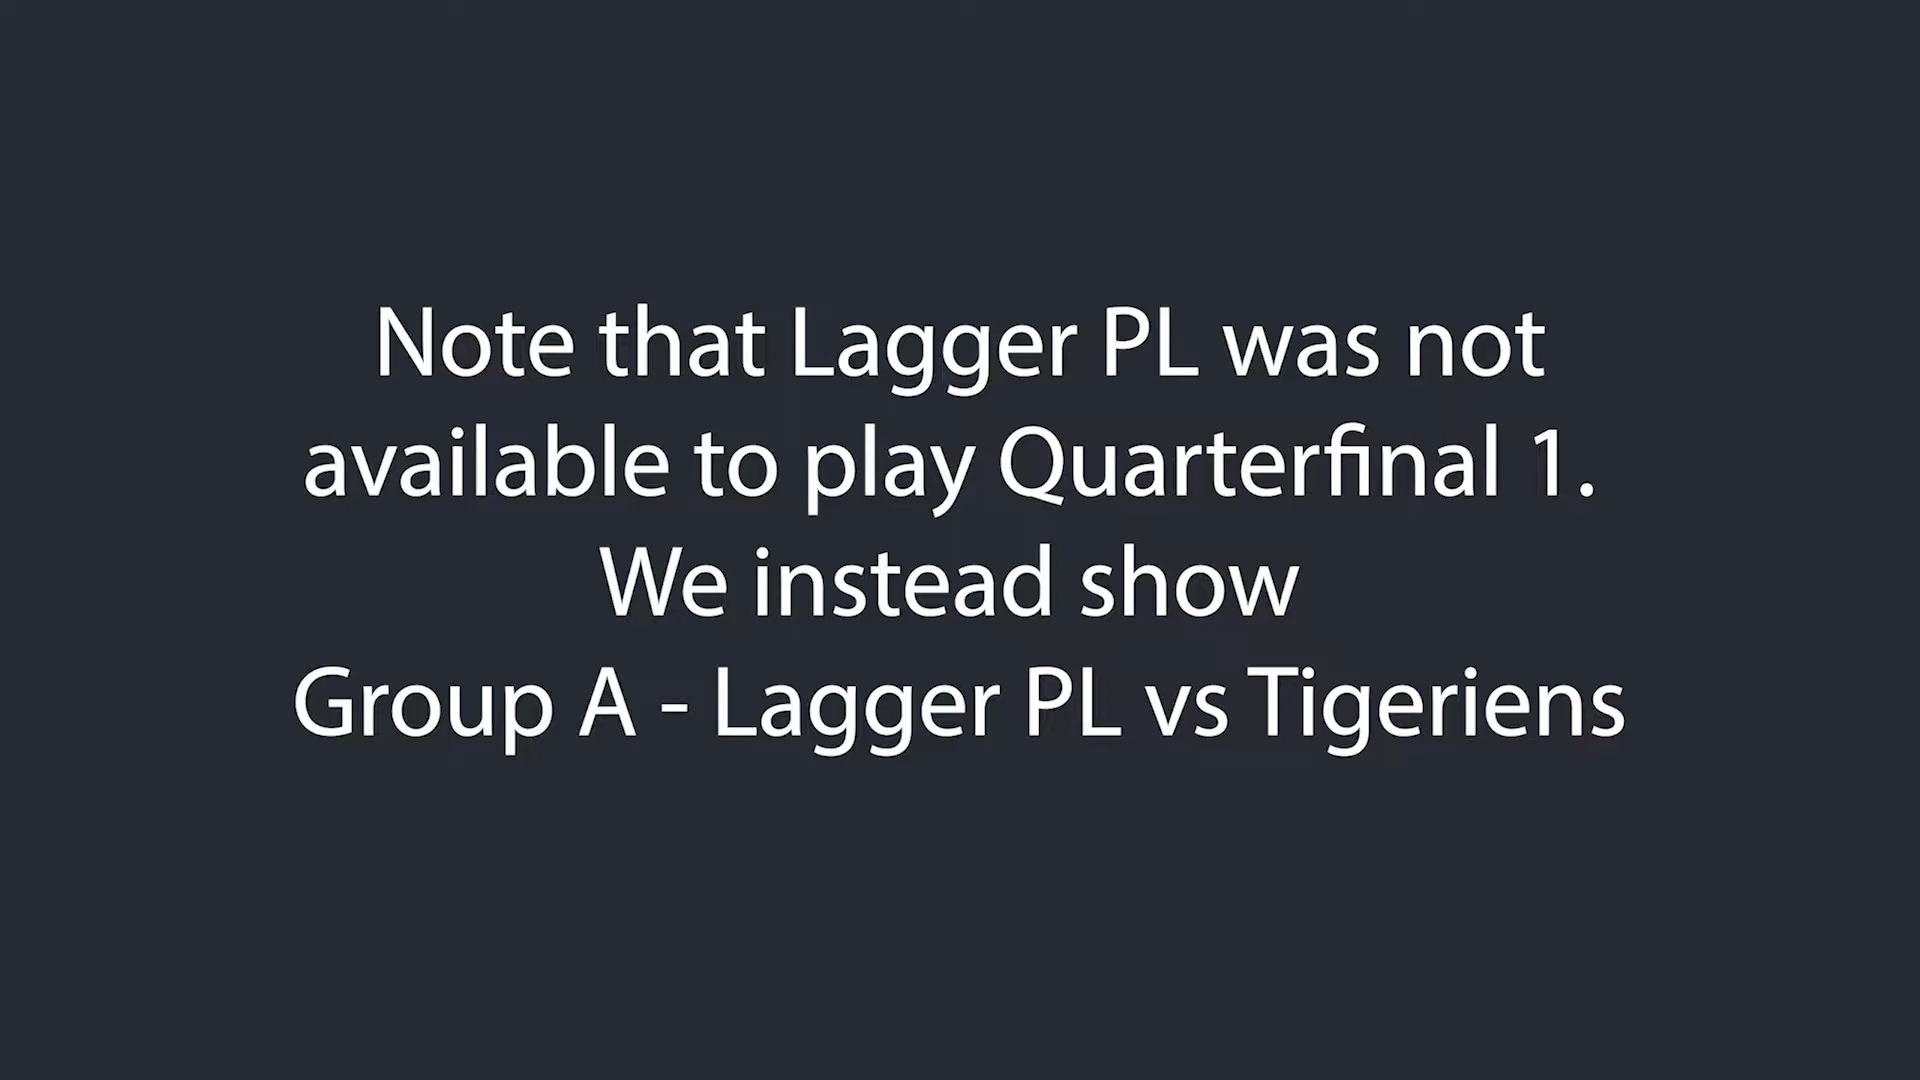 Note that Lagger PL was not
available to play Quarterfinal 1.
We instead show
Group A - Lagger PL vs Tigeriens